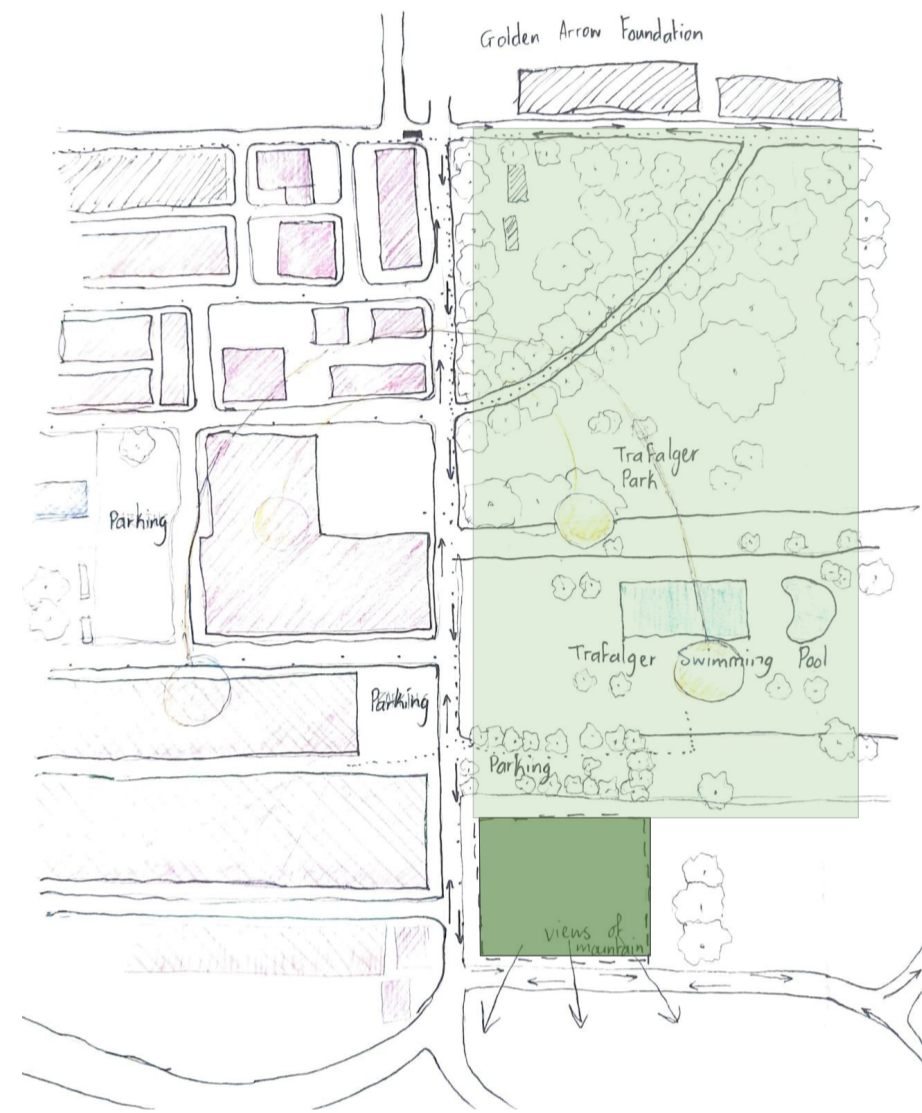 Golden Arrow Foundation
Trafalger
Park
Parking
Trafalger Swimming Pool
Parking
Parking
views of
mountain